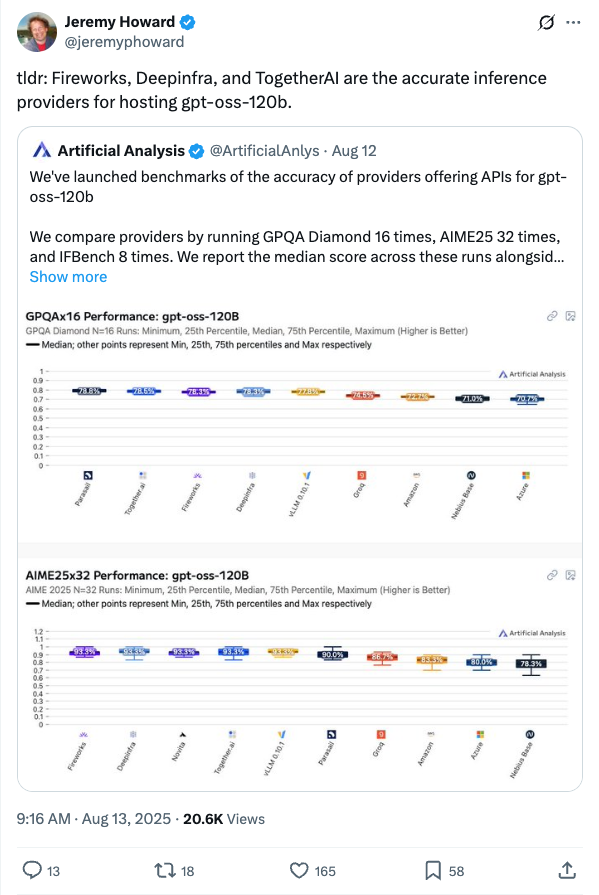 Jeremy Howard
@jeremyphoward
tldr: Fireworks, Deepinfra, and TogetherAI are the accurate inference
providers for hosting gpt-oss-120b.
Artificial Analysis @ArtificialAnlys · Aug 12
We've launched benchmarks of the accuracy of providers offering APIs for gpt-
oss-120b
We compare providers by running GPQA Diamond 16 times, AIME25 32 times,
and IFBench 8 times. We report the median score across these runs alongsid...
Show more
GPQAx16 Performance: gpt-oss-120B
GPQA Diamond N=16 Runs: Minimum, 25th Percentile, Median, 75th Percentile, Maximum (Higher is Better)
Median; other points represent Min, 25th, 75th percentiles and Max respectively
Artificial Analysis
1
0.9
0.8
0.7
0.6
0.5
0.4
0.3
0.2
0.1
0
78.3%
71.0%
70.7%
Parasail
Together.ai
Fireworks
Deepinfra
vLLM 0.10.1
Groq
Amazon
Nebius Base
Azure
AIME25x32 Performance: gpt-oss-120B
AIME 2025 N=32 Runs: Minimum, 25th Percentile, Median, 75th Percentile, Maximum (Higher is Better)
Median; other points represent Min, 25th, 75th percentiles and Max respectively
Artificial Analysis
1.2
1.1
1
0.9
0.8
0.7
0.6
0.5
0.4
0.3
0.2
0.1
0
93.3%
93.3%
93.3%
93.3%
93.3%
90.0%
86.7%
83.3%
80.0%
78.3%
Fireworks
Deepinfra
Novita
Together.ai
vLLM 0.10.1
Parasail
Groq
Amazon
Azure
Nebius Base
9:16 AM · Aug 13, 2025 · 20.6K Views
13
18
165
58